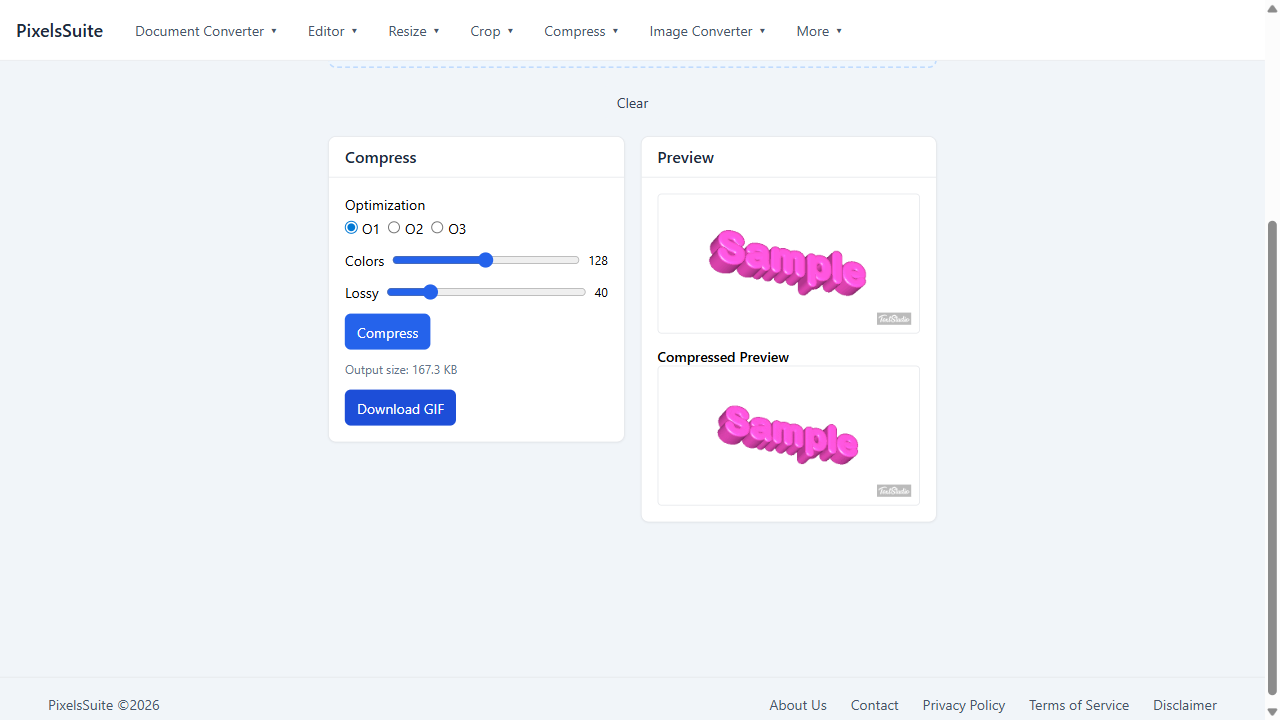 PixelsSuite Document Converter ▾ Editor ▾ Resize ▾ Crop ▾ Compress ▾ Image Converter ▾ More ▾
Clear
Compress
Optimization
O1 O2 O3
Colors 128
Lossy 40
Compress
Output size: 167.3 KB
Download GIF
Preview
Sample
TextStudio
Compressed Preview
Sample
TextStudio
PixelsSuite ©2026 About Us Contact Privacy Policy Terms of Service Disclaimer